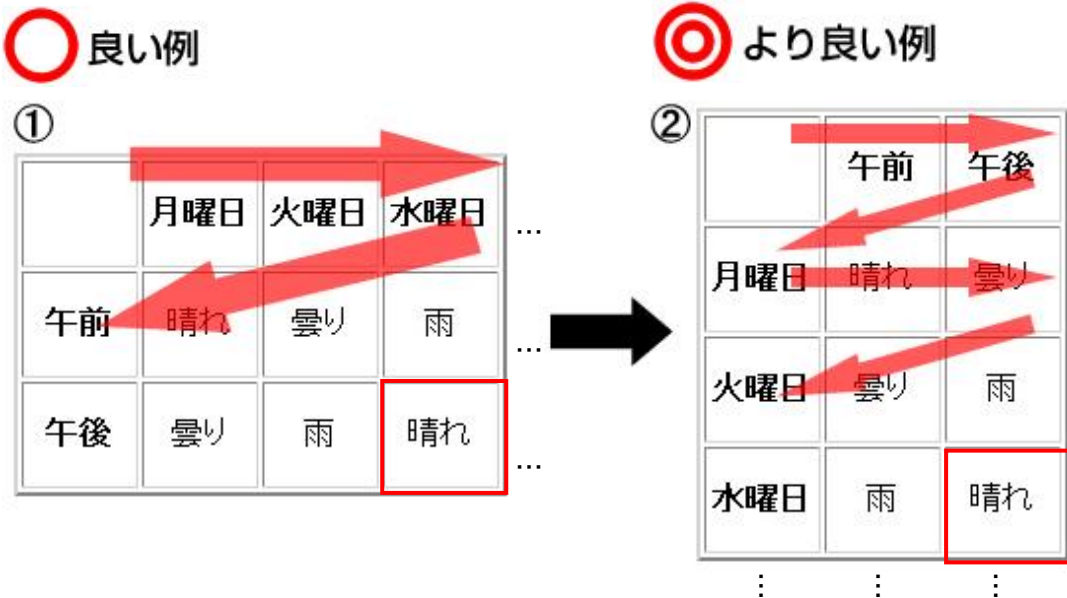 良い例
①
月曜日 火曜日 水曜日 …
午前 晴れ 曇り 雨 …
午後 曇り 雨 晴れ …
より良い例
②
午前 午後
月曜日 晴れ 曇り
火曜日 曇り 雨
水曜日 雨 晴れ
⋮ ⋮ ⋮